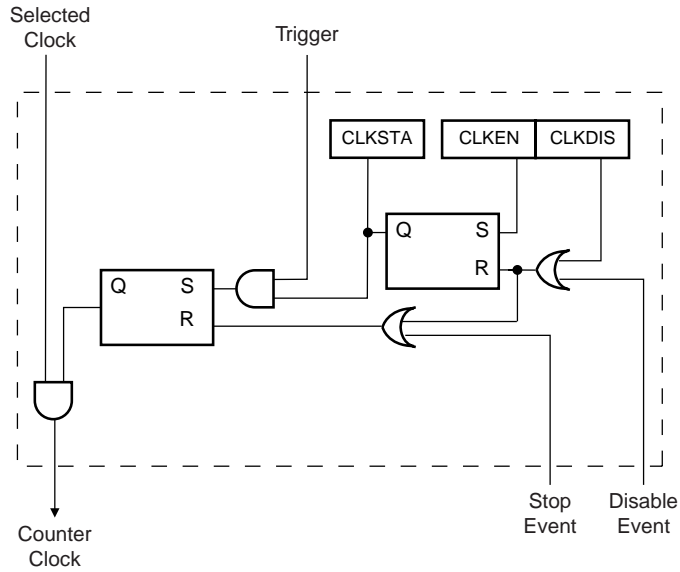 Selected
Clock
Trigger
CLKSTA
CLKEN
CLKDIS
Q
S
R
Q
S
R
Stop
Event
Disable
Event
Counter
Clock